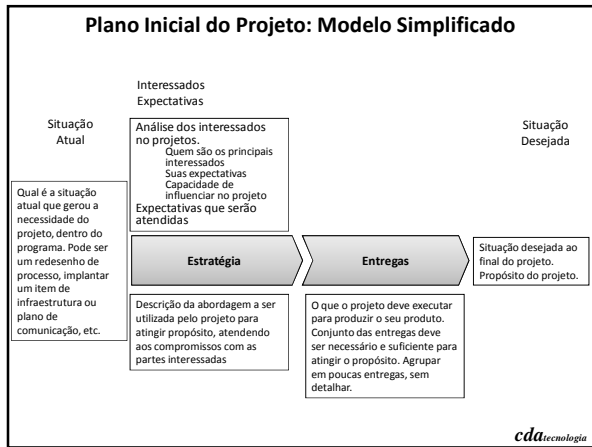 Plano Inicial do Projeto: Modelo Simplificado
Interessados
Expectativas
Situação
Atual
Análise dos interessados
no projetos.
Quem são os principais
interessados
Suas expectativas
Capacidade de
influenciar no projeto
Expectativas que serão
atendidas
Situação
Desejada
Qual é a situação
atual que gerou a
necessidade do
projeto, dentro do
programa. Pode ser
um redesenho de
processo, implantar
um item de
infraestrutura ou
plano de
comunicação, etc.
Estratégia
Entregas
Situação desejada ao
final do projeto.
Propósito do projeto.
Descrição da abordagem a ser
utilizada pelo projeto para
atingir propósito, atendendo
aos compromissos com as
partes interessadas
O que o projeto deve executar
para produzir o seu produto.
Conjunto das entregas deve
ser necessário e suficiente para
atingir o propósito. Agrupar
em poucas entregas, sem
detalhar.
cdatecnologia